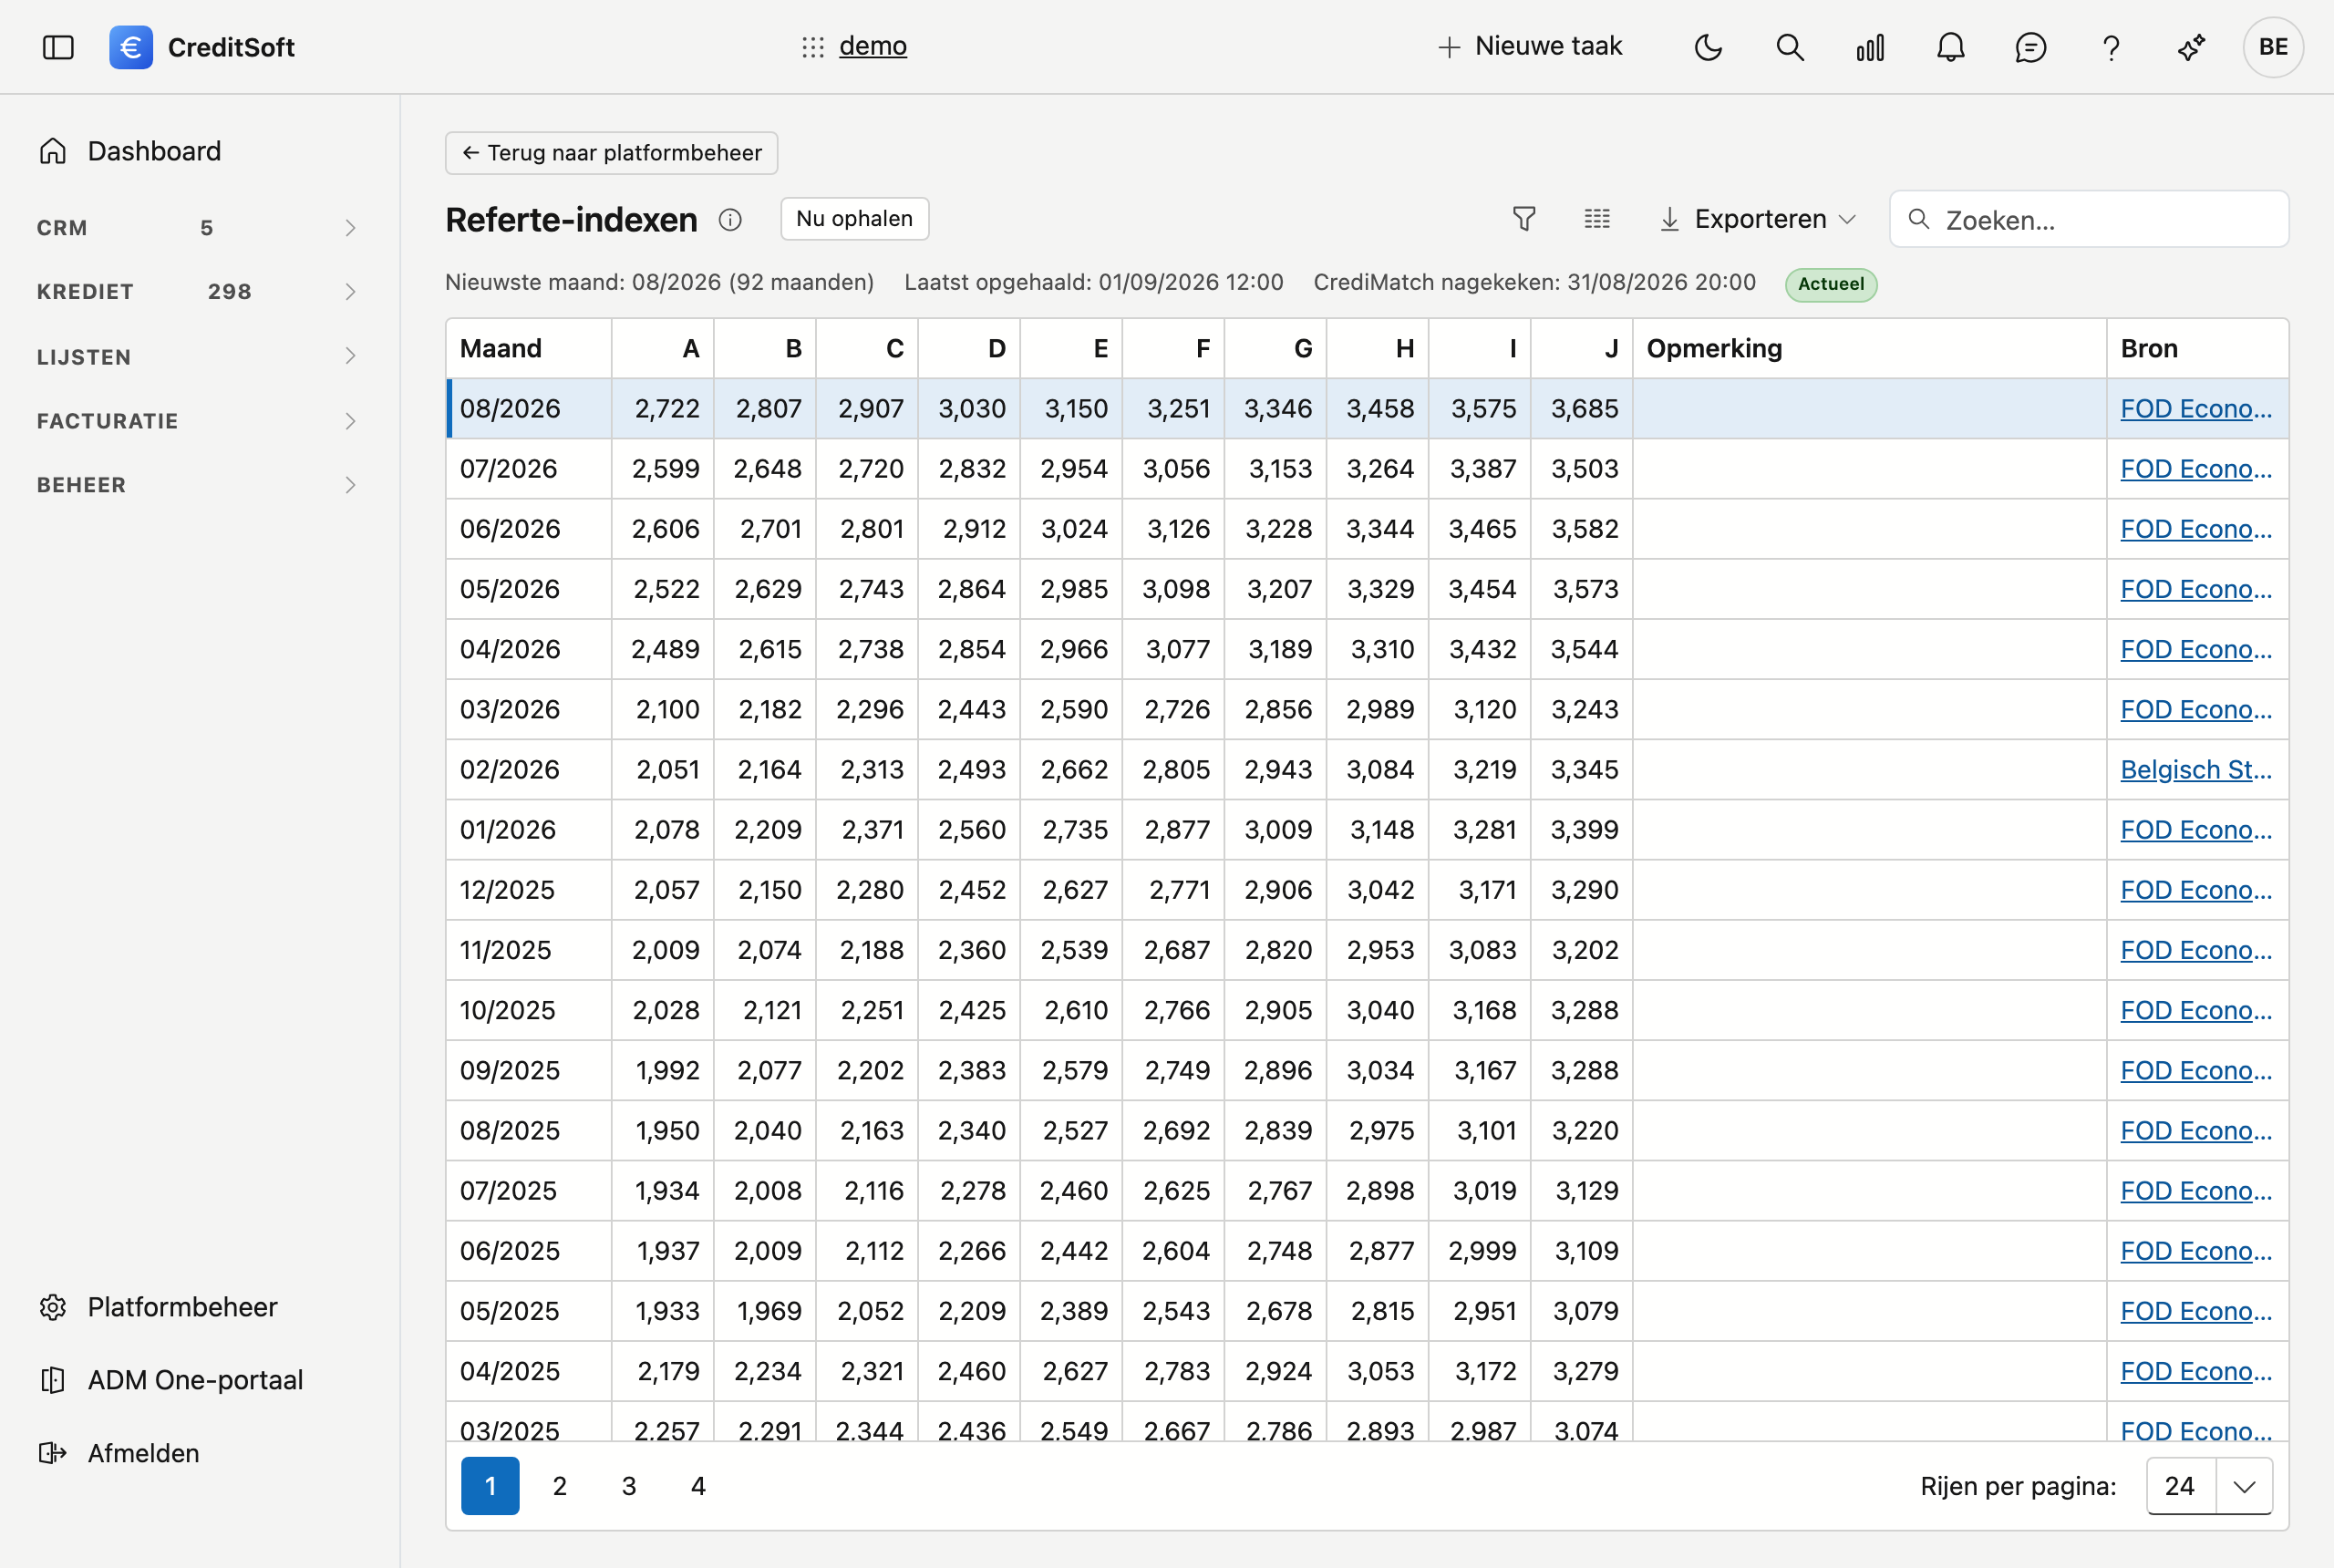 CreditSoft
demo
Nieuwe taak
BE
Dashboard
CRM 5
KREDIET 298
LIJSTEN
FACTURATIE
BEHEER
Platformbeheer
ADM One-portaal
Afmelden
← Terug naar platformbeheer
Referte-indexen
Nu ophalen
Exporteren
Zoeken...
Nieuwste maand: 08/2026 (92 maanden) Laatst opgehaald: 01/09/2026 12:00 CrediMatch nagekeken: 31/08/2026 20:00 Actueel
Maand A B C D E F G H I J Opmerking Bron
08/2026 2,722 2,807 2,907 3,030 3,150 3,251 3,346 3,458 3,575 3,685 FOD Econo...
07/2026 2,599 2,648 2,720 2,832 2,954 3,056 3,153 3,264 3,387 3,503 FOD Econo...
06/2026 2,606 2,701 2,801 2,912 3,024 3,126 3,228 3,344 3,465 3,582 FOD Econo...
05/2026 2,522 2,629 2,743 2,864 2,985 3,098 3,207 3,329 3,454 3,573 FOD Econo...
04/2026 2,489 2,615 2,738 2,854 2,966 3,077 3,189 3,310 3,432 3,544 FOD Econo...
03/2026 2,100 2,182 2,296 2,443 2,590 2,726 2,856 2,989 3,120 3,243 FOD Econo...
02/2026 2,051 2,164 2,313 2,493 2,662 2,805 2,943 3,084 3,219 3,345 Belgisch St...
01/2026 2,078 2,209 2,371 2,560 2,735 2,877 3,009 3,148 3,281 3,399 FOD Econo...
12/2025 2,057 2,150 2,280 2,452 2,627 2,771 2,906 3,042 3,171 3,290 FOD Econo...
11/2025 2,009 2,074 2,188 2,360 2,539 2,687 2,820 2,953 3,083 3,202 FOD Econo...
10/2025 2,028 2,121 2,251 2,425 2,610 2,766 2,905 3,040 3,168 3,288 FOD Econo...
09/2025 1,992 2,077 2,202 2,383 2,579 2,749 2,896 3,034 3,167 3,288 FOD Econo...
08/2025 1,950 2,040 2,163 2,340 2,527 2,692 2,839 2,975 3,101 3,220 FOD Econo...
07/2025 1,934 2,008 2,116 2,278 2,460 2,625 2,767 2,898 3,019 3,129 FOD Econo...
06/2025 1,937 2,009 2,112 2,266 2,442 2,604 2,748 2,877 2,999 3,109 FOD Econo...
05/2025 1,933 1,969 2,052 2,209 2,389 2,543 2,678 2,815 2,951 3,079 FOD Econo...
04/2025 2,179 2,234 2,321 2,460 2,627 2,783 2,924 3,053 3,172 3,279 FOD Econo...
03/2025 2,257 2,291 2,344 2,436 2,549 2,667 2,786 2,893 2,987 3,074 FOD Econo...
1 2 3 4
Rijen per pagina: 24